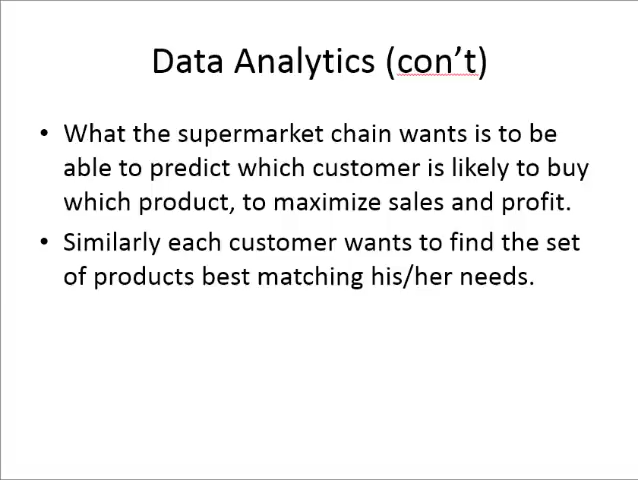 Data Analytics (con’t)
• What the supermarket chain wants is to be
able to predict which customer is likely to buy
which product, to maximize sales and profit.
• Similarly each customer wants to find the set
of products best matching his/her needs.